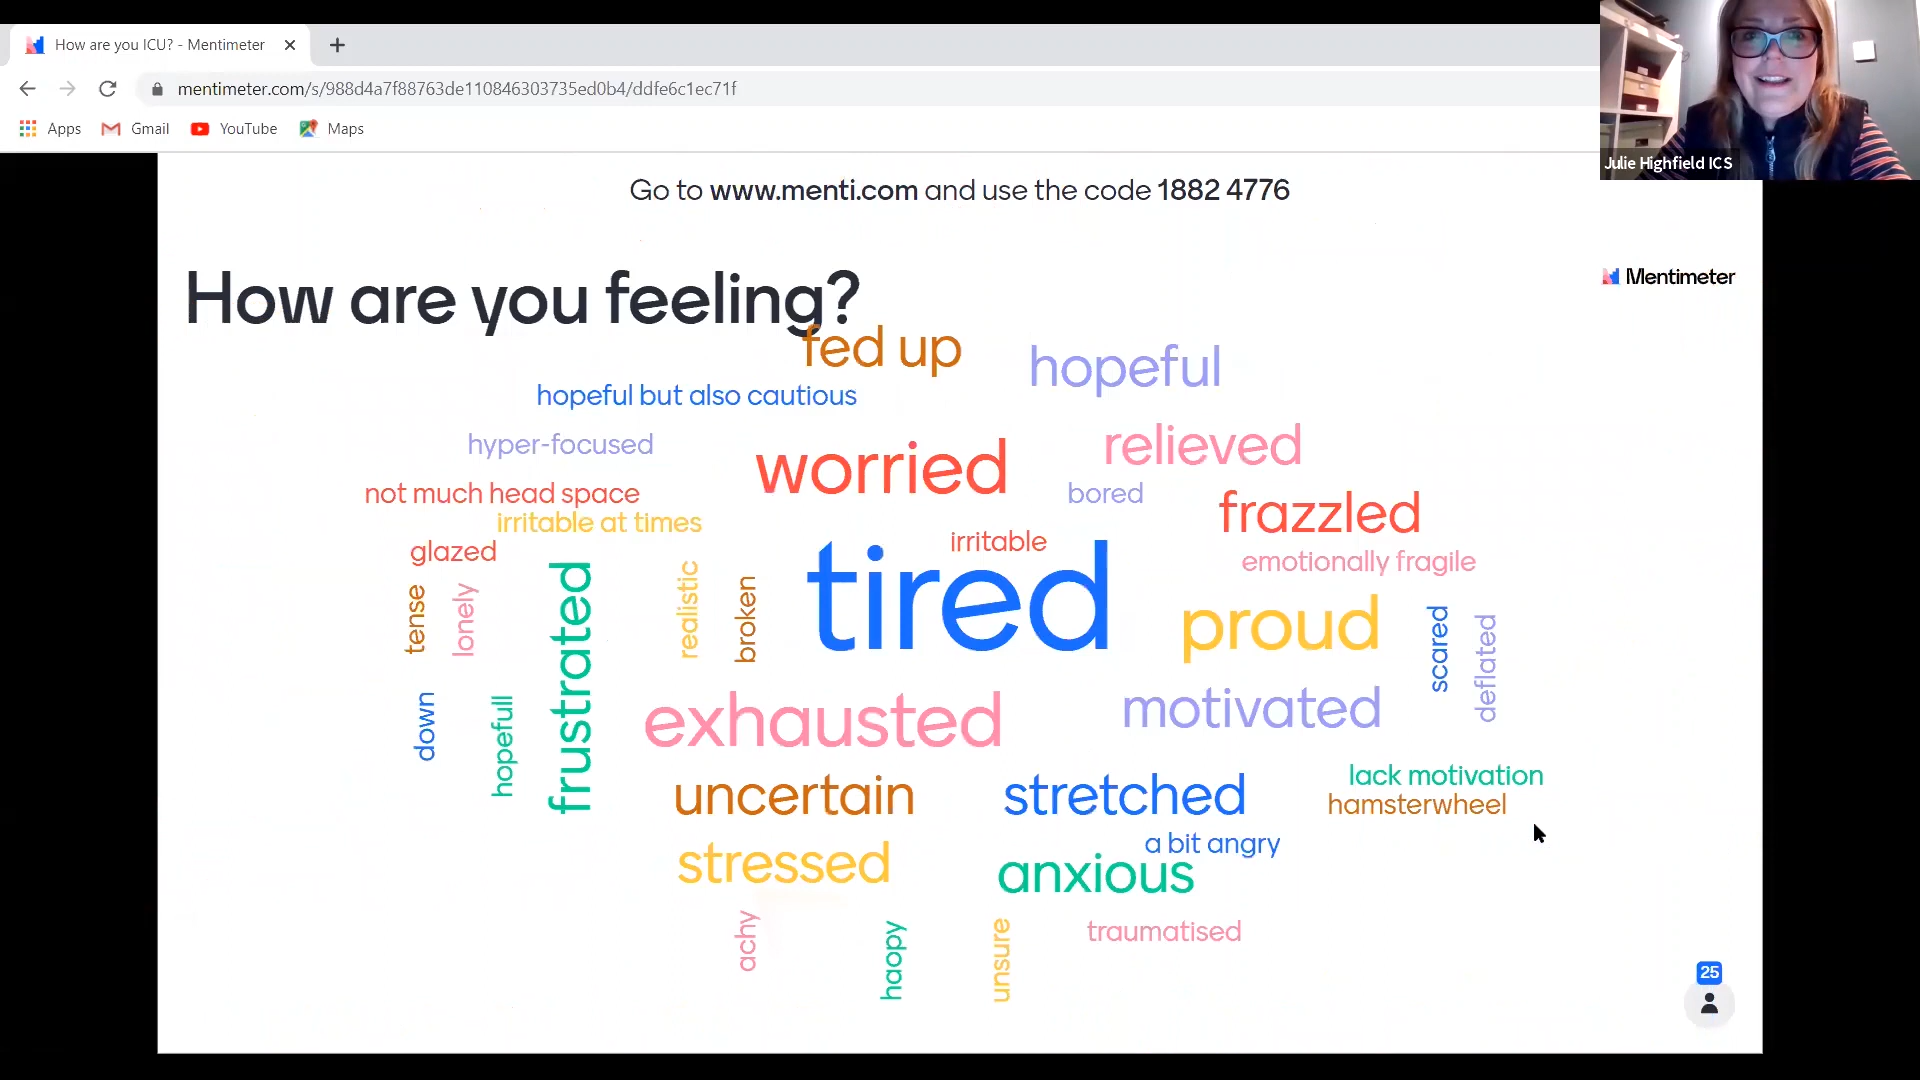 How are you ICU? - Mentimeter
mentimeter.com/s/988d4a7f88763de110846303735ed0b4/ddfe6c1ec71f
Apps Gmail YouTube Maps
Julie Highfield ICS
Go to www.menti.com and use the code 1882 4776
Mentimeter
How are you feeling?
fed up
hopeful
hopeful but also cautious
hyper-focused
worried
relieved
not much head space
bored
irritable at times
frazzled
glazed
irritable
emotionally fragile
tense
lonely
frustrated
realistic
broken
tired
proud
scared
deflated
down
hopefull
exhausted
motivated
uncertain
stretched
lack motivation
hamsterwheel
a bit angry
stressed
anxious
achy
haopy
unsure
traumatised
25